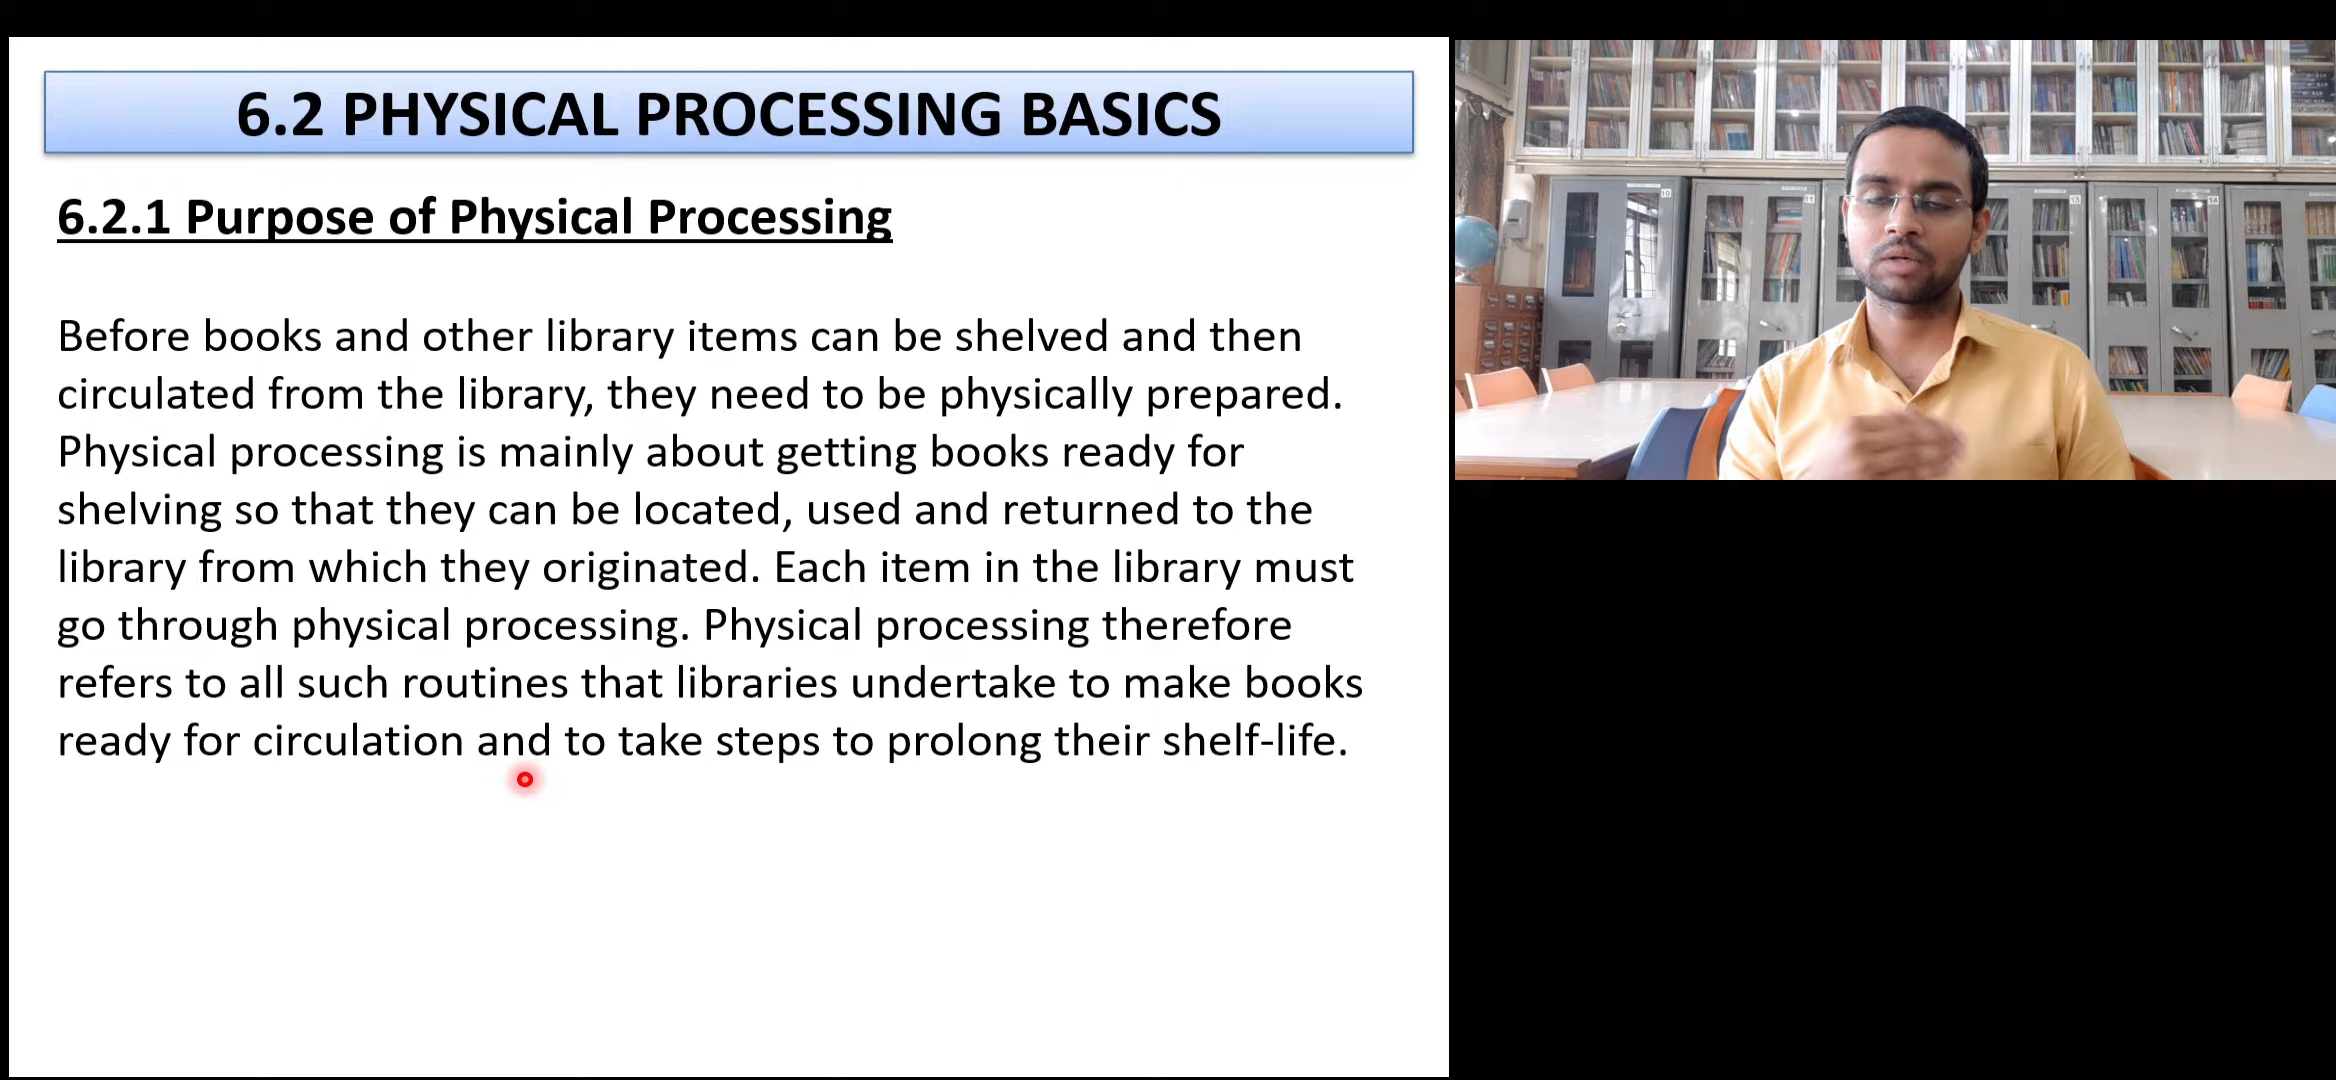 6.2 PHYSICAL PROCESSING BASICS
6.2.1 Purpose of Physical Processing
Before books and other library items can be shelved and then
circulated from the library, they need to be physically prepared.
Physical processing is mainly about getting books ready for
shelving so that they can be located, used and returned to the
library from which they originated. Each item in the library must
go through physical processing. Physical processing therefore
refers to all such routines that libraries undertake to make books
ready for circulation and to take steps to prolong their shelf-life.
10
11
13